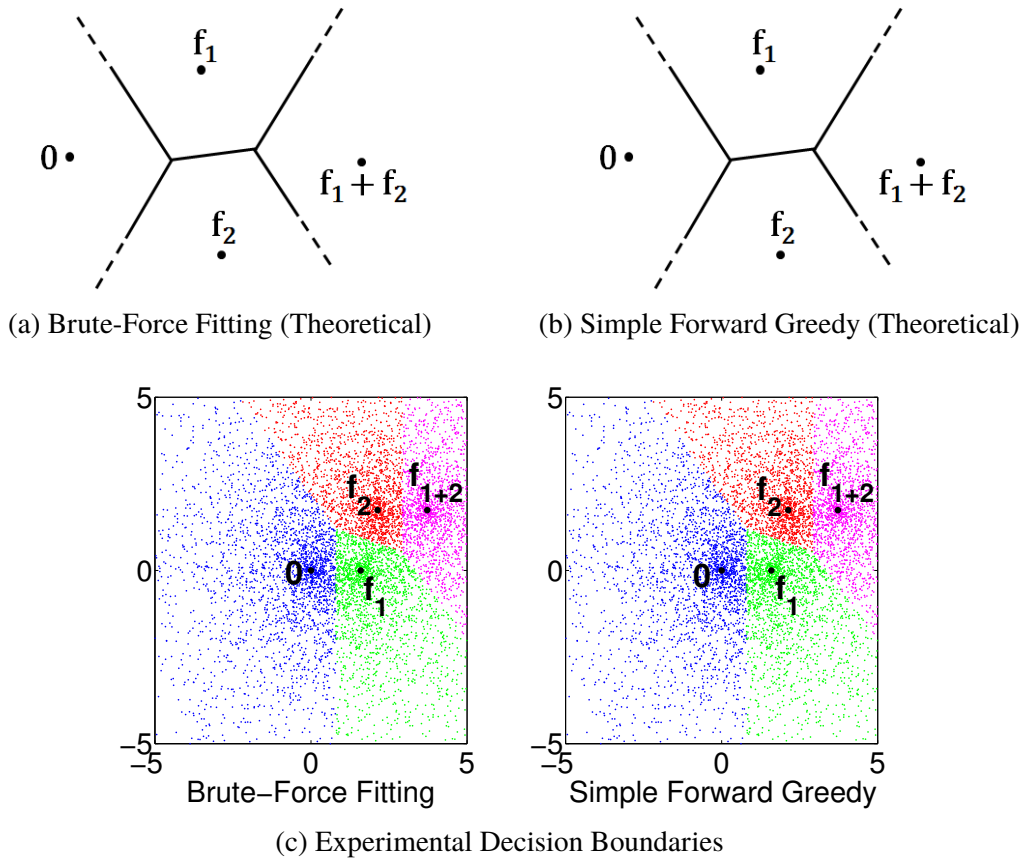 f₁ f₁
0 0
f₁ + f₂ f₁ + f₂
f₂ f₂
(a) Brute-Force Fitting (Theoretical) (b) Simple Forward Greedy (Theoretical)
5 5
f₂ f₁₊₂ f₂ f₁₊₂
0 0 0 0
f₁ f₁
−5 −5
−5 0 5 −5 0 5
Brute−Force Fitting Simple Forward Greedy
(c) Experimental Decision Boundaries